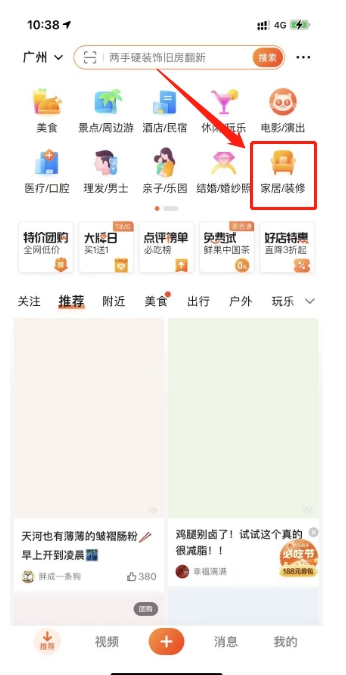 10:38
4G
广州
两手硬装饰旧房翻新
搜索
美食
景点/周边游
酒店/民宿
休闲/玩乐
电影/演出
医疗/口腔
理发/男士
亲子/乐园
结婚/婚纱照
家居/装修
特价团购
全网低价
大牌日
买1送1
点评榜单
必吃榜
免费试
鲜果中国茶
好店特惠
直降3折起
关注
推荐
附近
美食
出行
户外
玩乐
天河也有薄薄的皱褶肠粉
早上开到凌晨
胖成一条狗
380
鸡腿别卤了！试试这个真的
很减脂！！
幸福满满
必吃节
188元券包
团购
推荐
视频
消息
我的